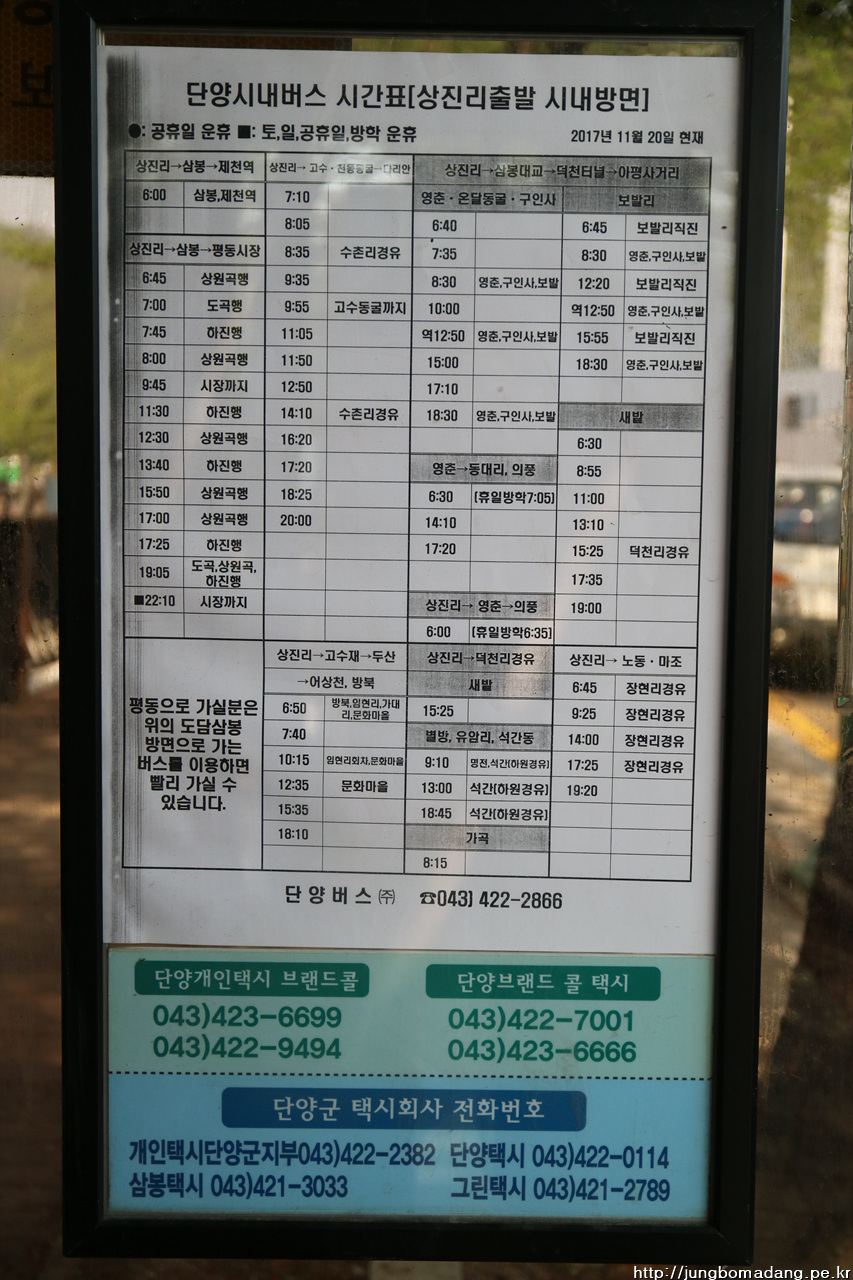 단양시내버스 시간표[상진리출발 시내방면]
●: 공휴일 운휴 ■: 토,일,공휴일,방학 운휴
2017년 11월 20일 현재
상진리→삼봉→제천역
6:00 삼봉,제천역
상진리→삼봉→평동시장
6:45 상원곡행
7:00 도곡행
7:45 하진행
8:00 상원곡행
9:45 시장까지
11:30 하진행
12:30 상원곡행
13:40 하진행
15:50 상원곡행
17:00 상원곡행
17:25 하진행
19:05 도곡,상원곡,
하진행
■22:10 시장까지
상진리→ 고수·천동동굴→다리안
7:10
8:05
8:35 수촌리경유
9:35
9:55 고수동굴까지
11:05
11:50
12:50
14:10 수촌리경유
16:20
17:20
18:25
20:00
상진리→삼봉대교→덕천터널→아평사거리
영춘·온달동굴·구인사
6:40
7:35
8:30 영춘,구인사,보발
10:00
역12:50 영춘,구인사,보발
15:00
17:10
18:30 영춘,구인사,보발
영춘→동대리, 의풍
6:30 [휴일방학7:05]
14:10
17:20
상진리→ 영춘→의풍
6:00 [휴일방학6:35]
보발리
6:45 보발리직진
8:30 영춘,구인사,보발
12:20 보발리직진
역12:50 영춘,구인사,보발
15:55 보발리직진
18:30 영춘,구인사,보발
새밭
6:30
8:55
11:00
13:10
15:25 덕천리경유
17:35
19:00
평동으로 가실분은
위의 도담삼봉
방면으로 가는
버스를 이용하면
빨리 가실 수
있습니다.
상진리→고수재→두산
→어상천, 방북
6:50 방북,임현리,가대
리,문화마을
7:40
10:15 임현리회차,문화마을
12:35 문화마을
15:35
18:10
상진리→덕천리경유
새밭
15:25
별방, 유암리, 석간동
9:10 명전,석간(하원경유)
13:00 석간(하원경유)
18:45 석간(하원경유)
가곡
8:15
상진리→ 노동·마조
6:45 장현리경유
9:25 장현리경유
14:00 장현리경유
17:25 장현리경유
19:20
단양버스㈜ ☎043) 422-2866
단양개인택시 브랜드콜
043)423-6699
043)422-9494
단양브랜드 콜 택시
043)422-7001
043)423-6666
단양군 택시회사 전화번호
개인택시단양군지부043)422-2382 단양택시 043)422-0114
삼봉택시 043)421-3033 그린택시 043)421-2789
http://jungbomadang.pe.kr